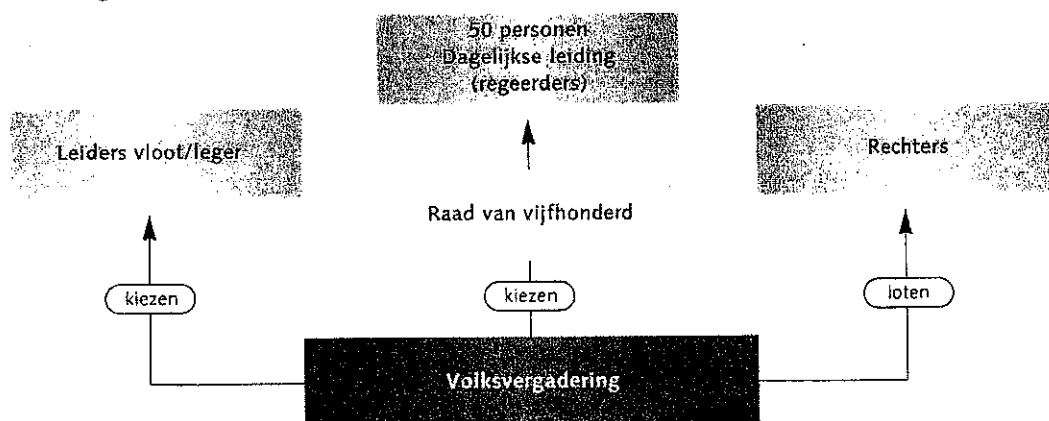 50 personen
Dagelijkse leiding
(regeerders)
Leiders vloot/leger
Rechters
Raad van vijfhonderd
kiezen
kiezen
loten
Volksvergadering